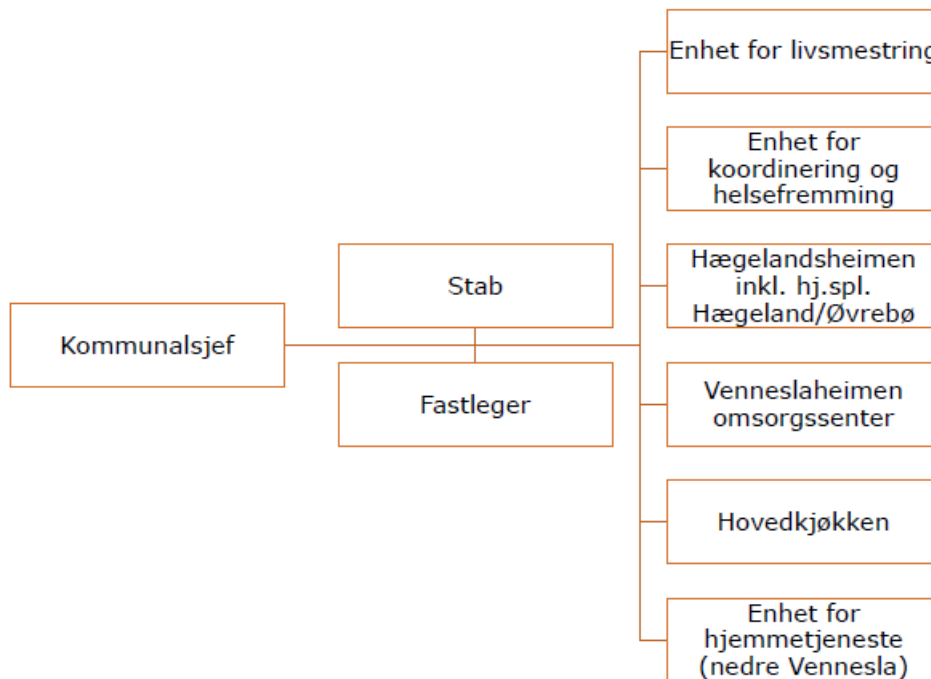 Kommunalsjef
Stab
Fastleger
Enhet for livsmestring
Enhet for
koordinering og
helsefremming
Hægelandsheimen
inkl. hj.spl.
Hægeland/Øvrebø
Venneslaheimen
omsorgssenter
Hovedkjøkken
Enhet for
hjemmetjeneste
(nedre Vennesla)